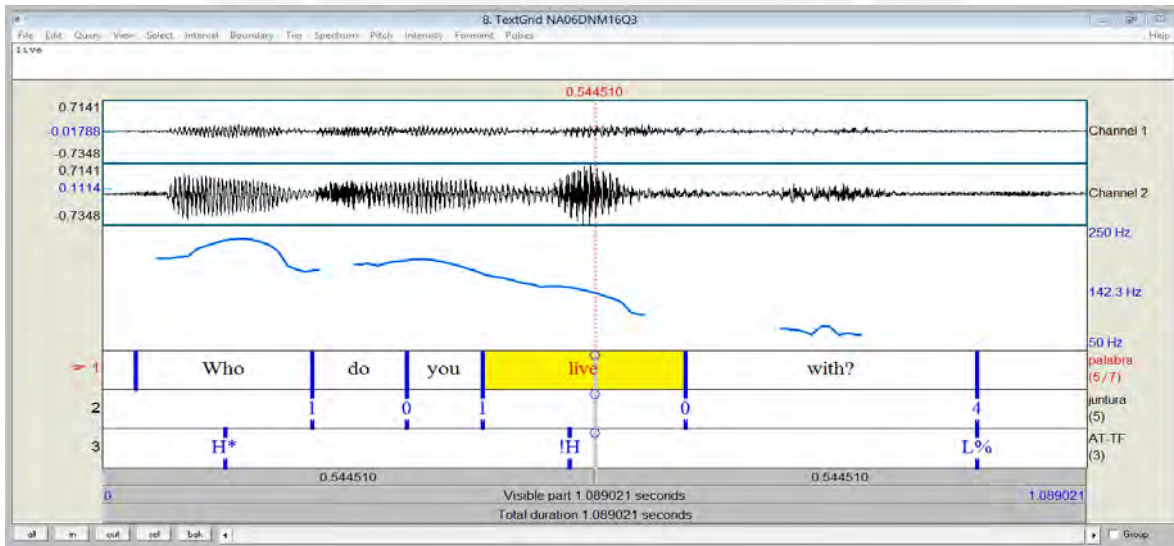 8. TextGrid NA06DNM16Q3
File Edit Query View Select Interval Boundary Tier Spectrum Pitch Intensity Formant Pulses Help
live
0.544510
0.7141
-0.01788
-0.7348
Channel 1
0.7141
0.1114
-0.7348
Channel 2
250 Hz
142.3 Hz
50 Hz
1 Who do you live with? palabra (5/7)
2 1 0 1 0 4 juntura (5)
3 H* !H L% AT-TF (3)
0.544510 0.544510
0 Visible part 1.089021 seconds 1.089021
Total duration 1.089021 seconds
all in out sel bak Group